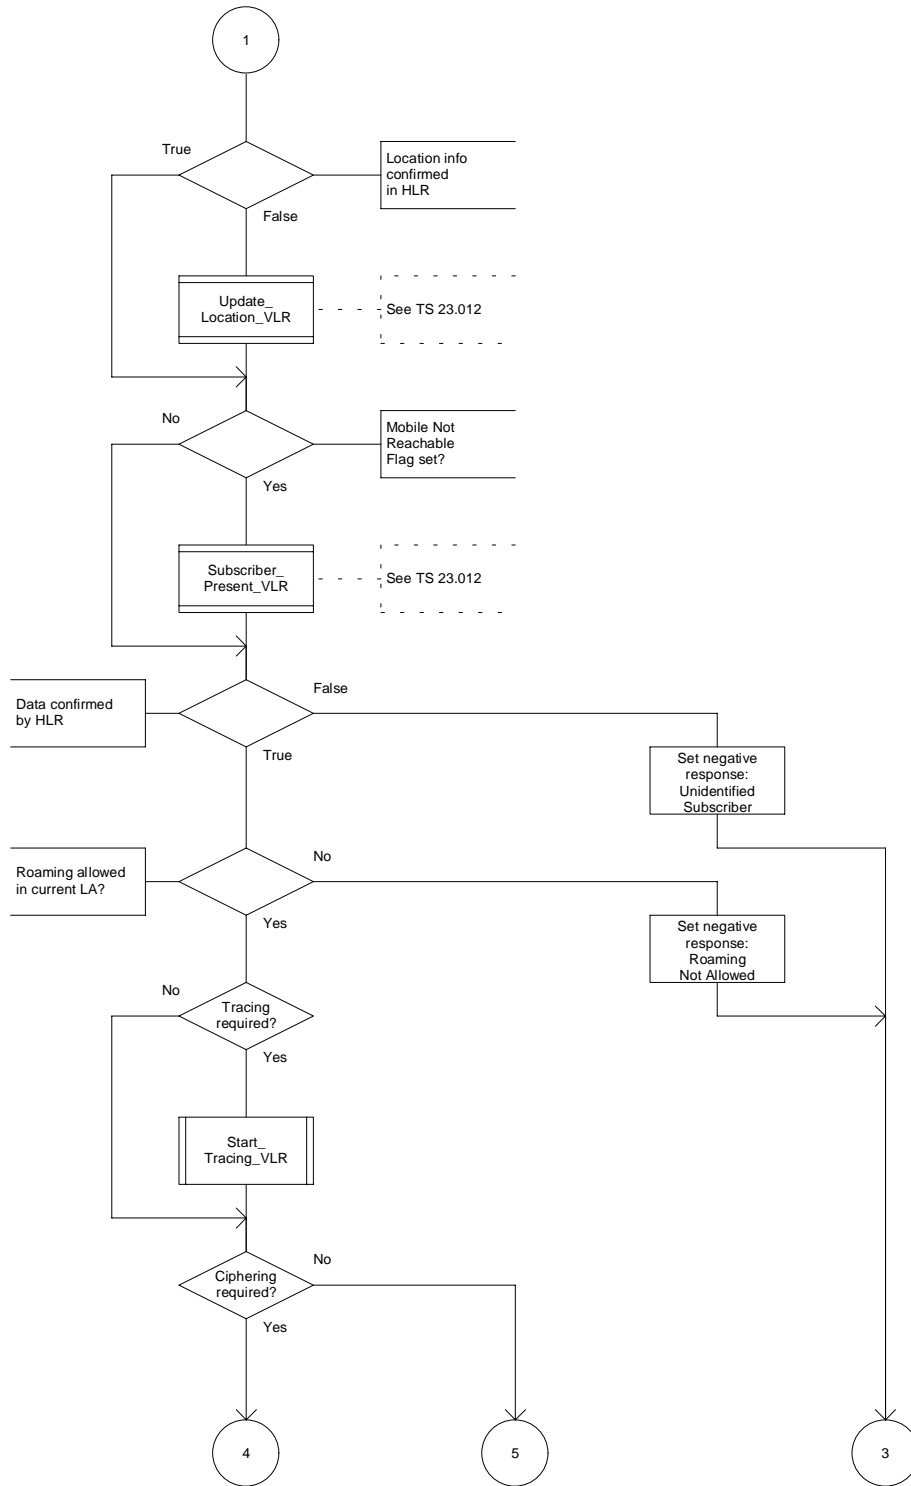 1
True
Location info
confirmed
in HLR
False
Update_
Location_VLR
See TS 23.012
No
Mobile Not
Reachable
Flag set?
Yes
Subscriber_
Present_VLR
See TS 23.012
Data confirmed
by HLR
False
True
Set negative
response:
Unidentified
Subscriber
Roaming allowed
in current LA?
No
Yes
Set negative
response:
Roaming
Not Allowed
No
Tracing
required?
Yes
Start_
Tracing_VLR
No
Ciphering
required?
Yes
4
5
3